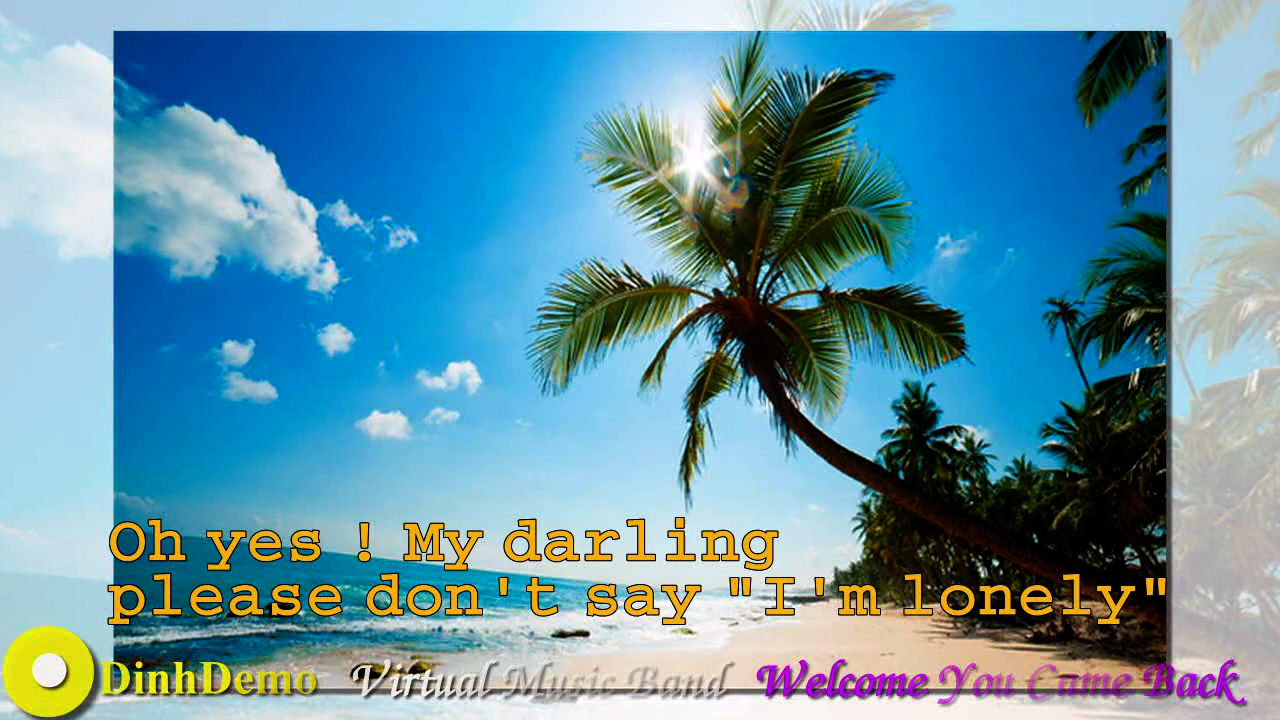 Oh yes ! My darling
please don't say "I'm lonely"
DinhDemo Virtual Music Band Welcome You Came Back